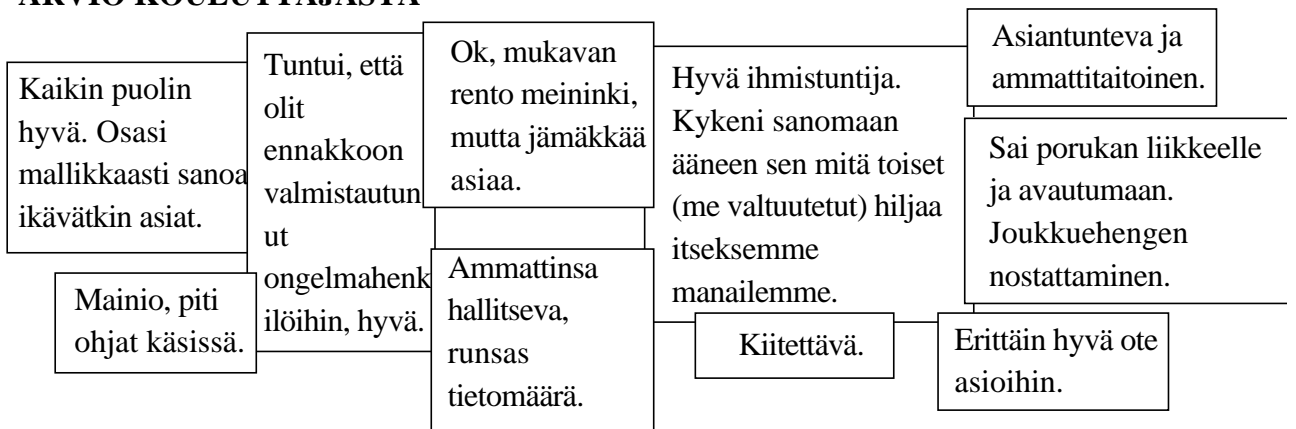 ARVIO KOULUTTAJASTA
Kaikin puolin
hyvä. Osasi
mallikkaasti sanoa
ikävätkin asiat.
Mainio, piti
ohjat käsissä.
Tuntui, että
olit
ennakkoon
valmistautun
ut
ongelmahenk
ilöihin, hyvä.
Ok, mukavan
rento meininki,
mutta jämäkkää
asiaa.
Ammattinsa
hallitseva,
runsas
tietomäärä.
Hyvä ihmistuntija.
Kykeni sanomaan
ääneen sen mitä toiset
(me valtuutetut) hiljaa
itseksemme
manailemme.
Kiitettävä.
Asiantunteva ja
ammattitaitoinen.
Sai porukan liikkeelle
ja avautumaan.
Joukkuehengen
nostattaminen.
Erittäin hyvä ote
asioihin.